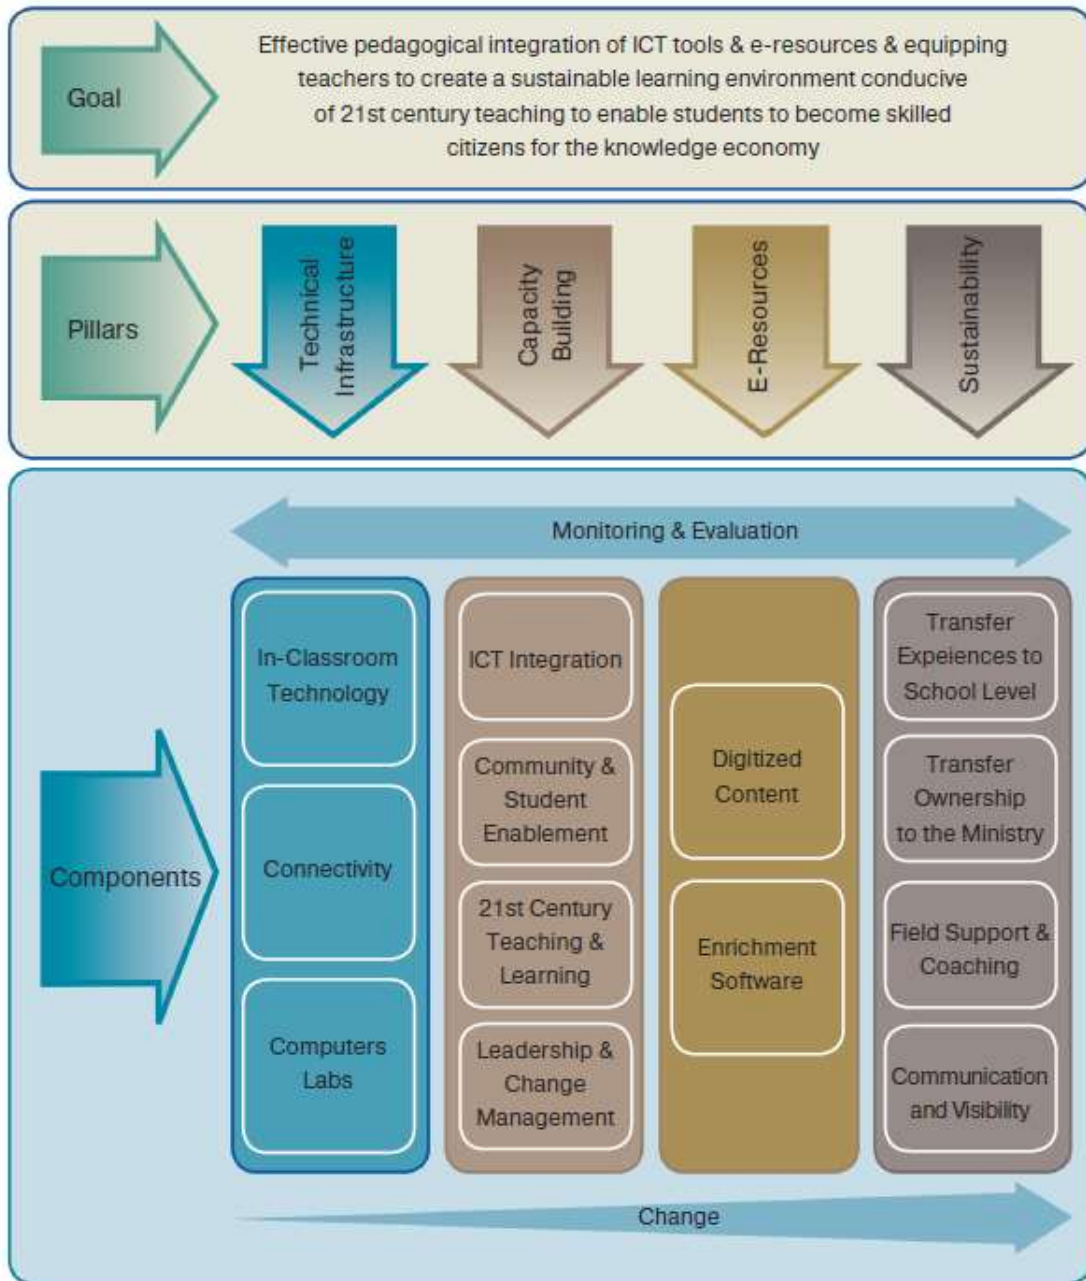 Goal
Effective pedagogical integration of ICT tools & e-resources & equipping
teachers to create a sustainable learning environment conducive
of 21st century teaching to enable students to become skilled
citizens for the knowledge economy
Pillars
Technical
Infrastructure
Capacity
Building
E-Resources
Sustainability
Monitoring & Evaluation
Components
In-Classroom
Technology
Connectivity
Computers
Labs
ICT Integration
Community &
Student
Enablement
21st Century
Teaching &
Learning
Leadership &
Change
Management
Digitized
Content
Enrichment
Software
Transfer
Expeiences to
School Level
Transfer
Ownership
to the Ministry
Field Support &
Coaching
Communication
and Visibility
Change